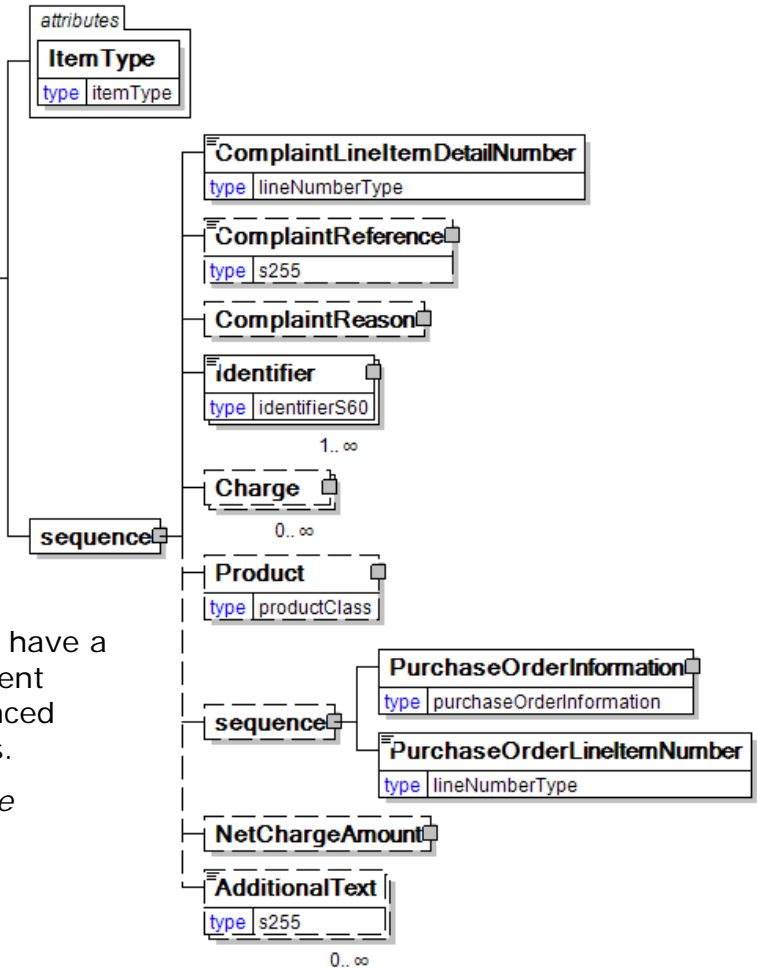 attributes
ItemType
type itemType
ComplaintLineItemDetailNumber
type lineNumberType
ComplaintReference
type s255
ComplaintReason
Identifier
type identifierS60
1.. ∞
Charge
0.. ∞
sequence
Product
type productClass
have a
ent
nced
s.
e
sequence
PurchaseOrderInformation
type purchaseOrderInformation
PurchaseOrderLineItemNumber
type lineNumberType
NetChargeAmount
AdditionalText
type s255
0.. ∞